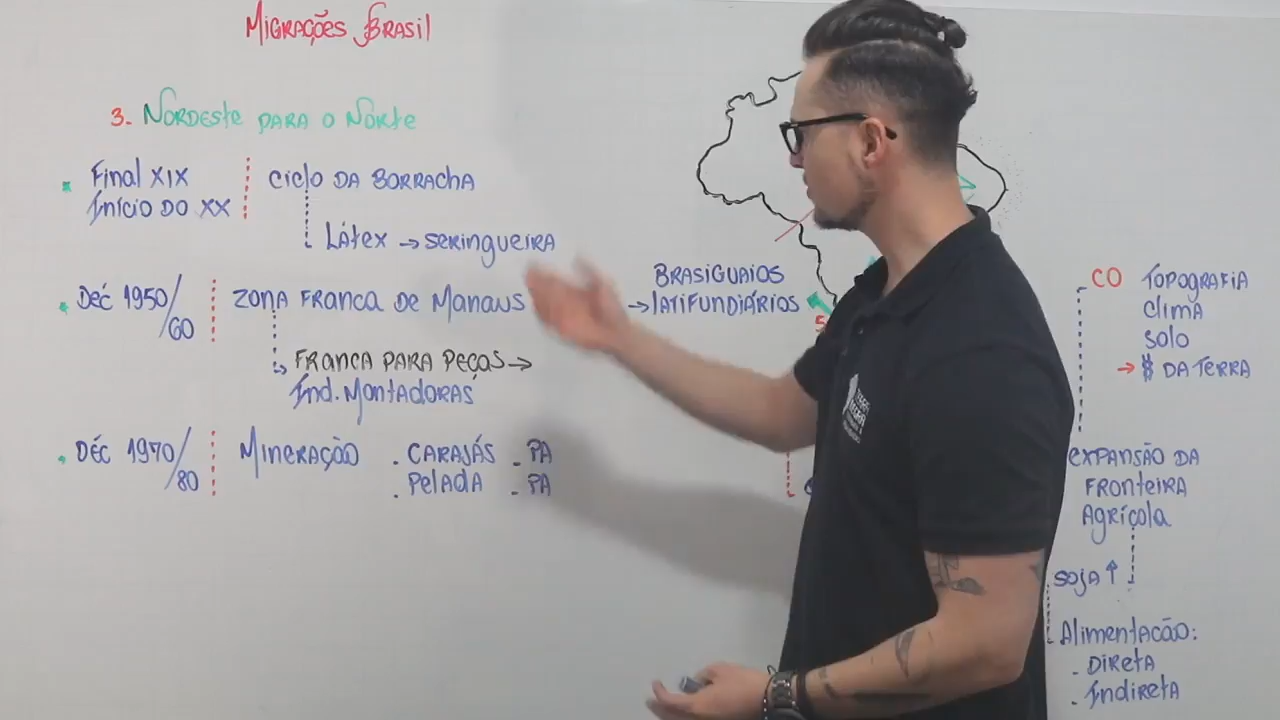 Migrações Brasil
3. Nordeste para o Norte
Final XIX
Início do XX
Ciclo da Borracha
Látex → seringueira
Déc 1950/60
Zona Franca de Manaus
Franca para peças →
Ind. Montadoras
Déc 1970/80
Mineração
. Carajás - PA
. Pelada - PA
Brasiguaios
→ latifundiários
CO
Topografia
Clima
Solo
→ $ da terra
Expansão da
Fronteira
Agrícola
Soja ↑
Alimentacão:
. Direta
. Indireta